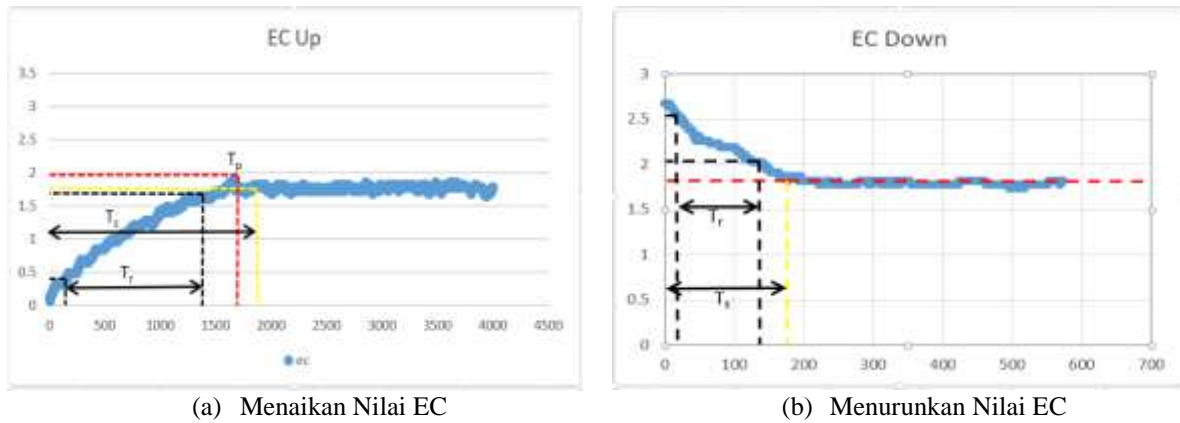 EC Up
3.5
3
2.5
2
1.5
1
0.5
0
0 500 1000 1500 2000 2500 3000 3500 4000 4500
Tp
Ts
Tr
ec
(a) Menaikan Nilai EC
EC Down
3
2.5
2
1.5
1
0.5
0
0 100 200 300 400 500 600 700
Tr
Ts
(b) Menurunkan Nilai EC